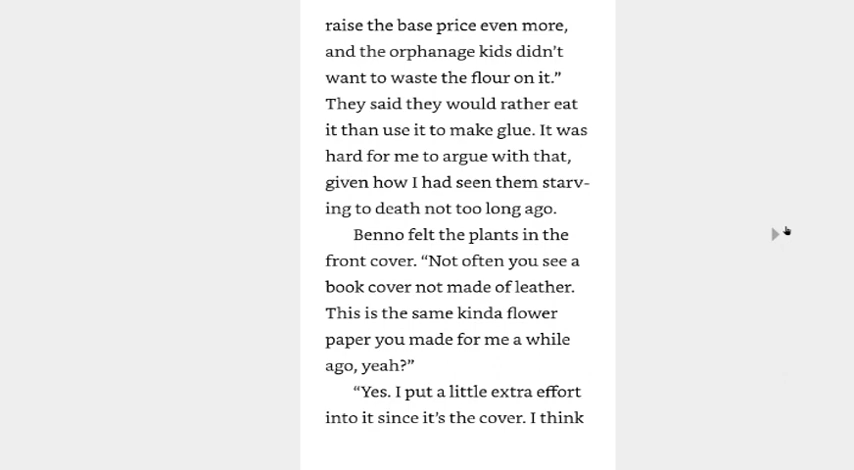 raise the base price even more,
and the orphanage kids didn’t
want to waste the flour on it.”
They said they would rather eat
it than use it to make glue. It was
hard for me to argue with that,
given how I had seen them starv-
ing to death not too long ago.
Benno felt the plants in the
front cover. “Not often you see a
book cover not made of leather.
This is the same kinda flower
paper you made for me a while
ago, yeah?”
“Yes. I put a little extra effort
into it since it’s the cover. I think